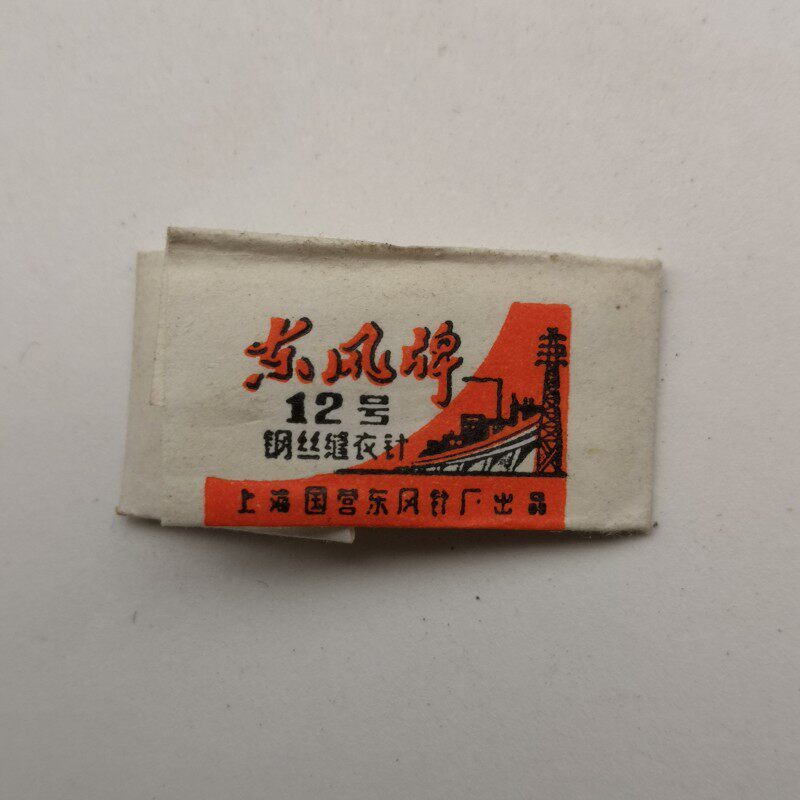 东风牌
12号
钢丝缝衣针
上海国营东风针厂出品